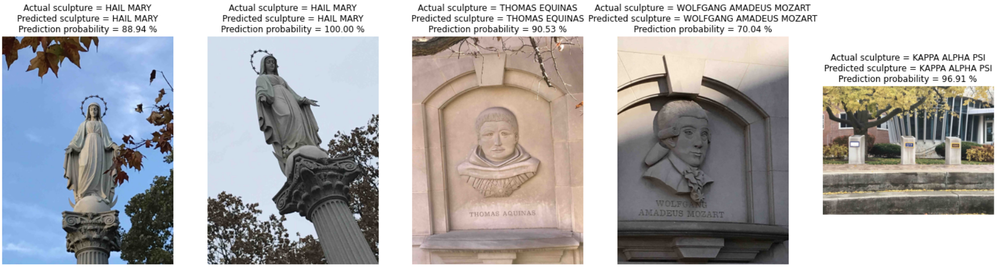 Actual sculpture = HAIL MARY
Predicted sculpture = HAIL MARY
Prediction probability = 88.94 %
Actual sculpture = HAIL MARY
Predicted sculpture = HAIL MARY
Prediction probability = 100.00 %
Actual sculpture = THOMAS EQUINAS
Predicted sculpture = THOMAS EQUINAS
Prediction probability = 90.53 %
THOMAS AQUINAS
Actual sculpture = WOLFGANG AMADEUS MOZART
Predicted sculpture = WOLFGANG AMADEUS MOZART
Prediction probability = 70.04 %
WOLFGANG
AMADEUS MOZART
Actual sculpture = KAPPA ALPHA PSI
Predicted sculpture = KAPPA ALPHA PSI
Prediction probability = 96.91 %